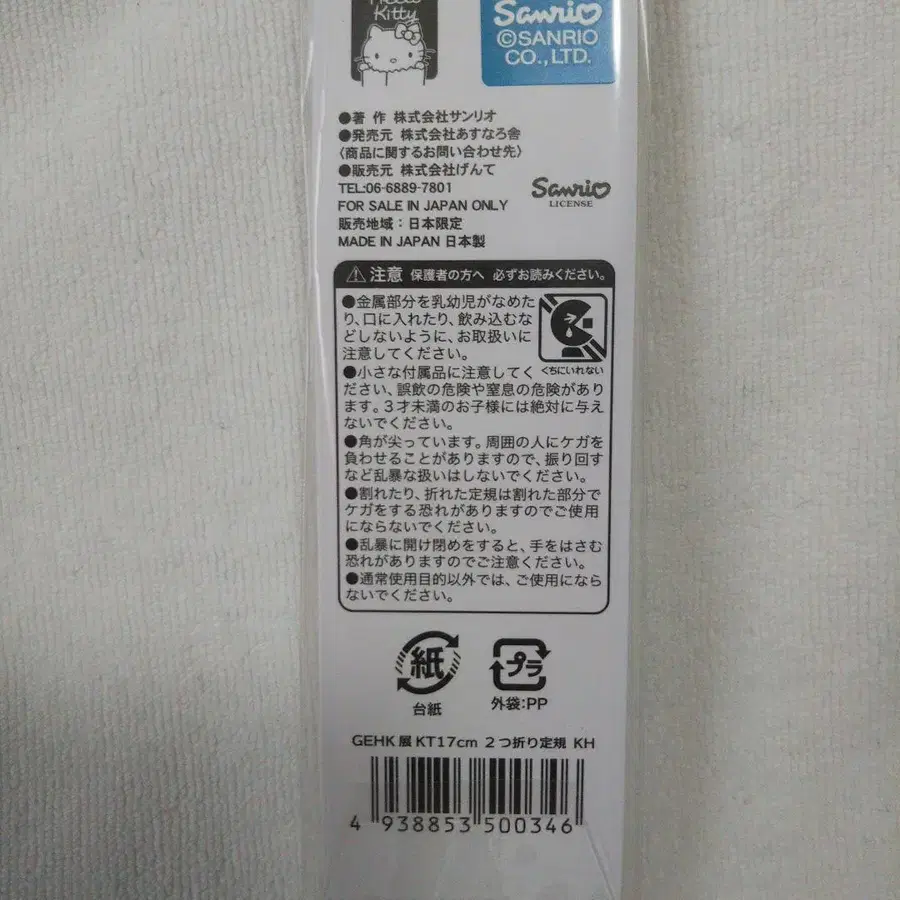 Hello
Kitty
Sanrio
©SANRIO
CO.,LTD.
●著 作 株式会社サンリオ
●発売元 株式会社あすなろ舎
〈商品に関するお問い合わせ先〉
●販売元 株式会社げんて
TEL:06-6889-7801
FOR SALE IN JAPAN ONLY
販売地域：日本限定
MADE IN JAPAN 日本製
Sanrio
LICENSE
⚠注意 保護者の方へ 必ずお読みください。
●金属部分を乳幼児がなめた
り、口に入れたり、飲み込むな
どしないように、お取扱いに
注意してください。
くちにいれない
●小さな付属品に注意してく
ださい、誤飲の危険や窒息の危険があり
ます。3才未満のお子様には絶対に与え
ないでください。
●角が尖っています。周囲の人にケガを
負わせることがありますので、振り回す
など乱暴な扱いはしないでください。
●割れたり、折れた定規は割れた部分で
ケガをする恐れがありますのでご使用
にならないでください。
●乱暴に開け閉めをすると、手をはさむ
恐れがありますのでご注意ください。
●通常使用目的以外では、ご使用になら
ないでください。
紙
台紙
プラ
外袋:PP
GEHK展 KT17cm 2つ折り定規 KH
4 938853 500346